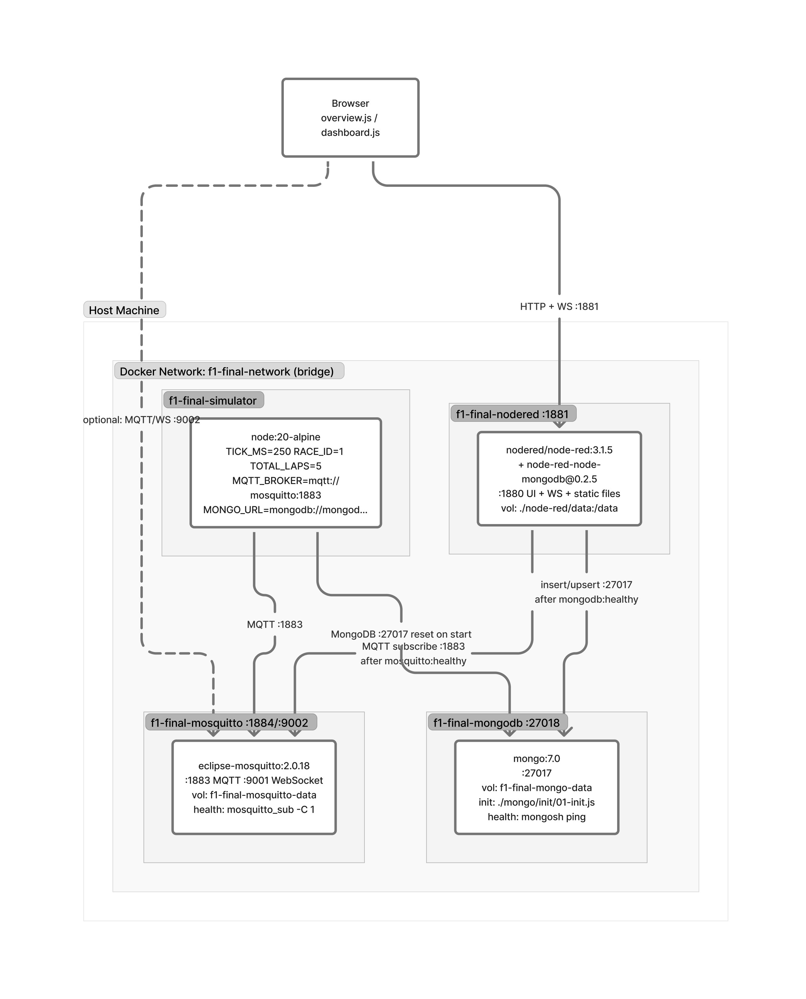 Browser
overview.js /
dashboard.js
Host Machine
HTTP + WS :1881
Docker Network: f1-final-network (bridge)
f1-final-simulator
f1-final-nodered :1881
optional: MQTT/WS :9002
node:20-alpine
TICK_MS=250 RACE_ID=1
TOTAL_LAPS=5
MQTT_BROKER=mqtt://
mosquitto:1883
MONGO_URL=mongodb://mongod...
nodered/node-red:3.1.5
+ node-red-node-
mongodb@0.2.5
:1880 UI + WS + static files
vol: ./node-red/data:/data
insert/upsert :27017
after mongodb:healthy
MQTT :1883
MongoDB :27017 reset on start
MQTT subscribe :1883
after mosquitto:healthy
f1-final-mosquitto :1884/:9002
f1-final-mongodb :27018
eclipse-mosquitto:2.0.18
:1883 MQTT :9001 WebSocket
vol: f1-final-mosquitto-data
health: mosquitto_sub -C 1
mongo:7.0
:27017
vol: f1-final-mongo-data
init: ./mongo/init/01-init.js
health: mongosh ping